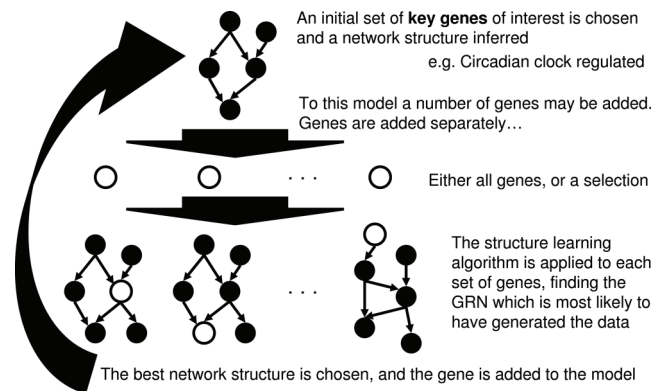 An initial set of key genes of interest is chosen
and a network structure inferred
e.g. Circadian clock regulated
To this model a number of genes may be added.
Genes are added separately…
. . .
Either all genes, or a selection
The structure learning
algorithm is applied to each
set of genes, finding the
GRN which is most likely to
have generated the data
. . .
The best network structure is chosen, and the gene is added to the model